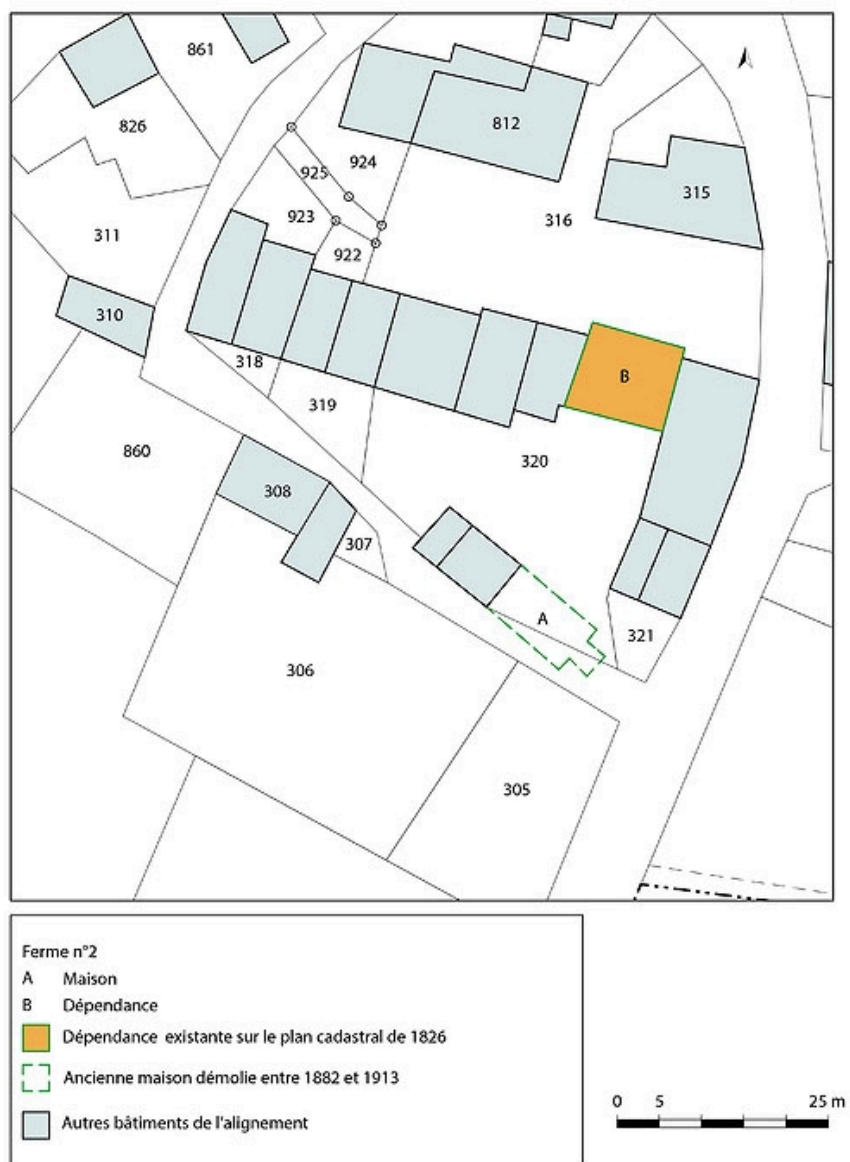 861
826
812
924
925
315
923
316
311
922
310
318
B
319
860
320
308
307
A
321
306
305
Ferme n°2
A Maison
B Dépendance
Dépendance existante sur le plan cadastral de 1826
Ancienne maison démolie entre 1882 et 1913
Autres bâtiments de l'alignement
0 5 25 m